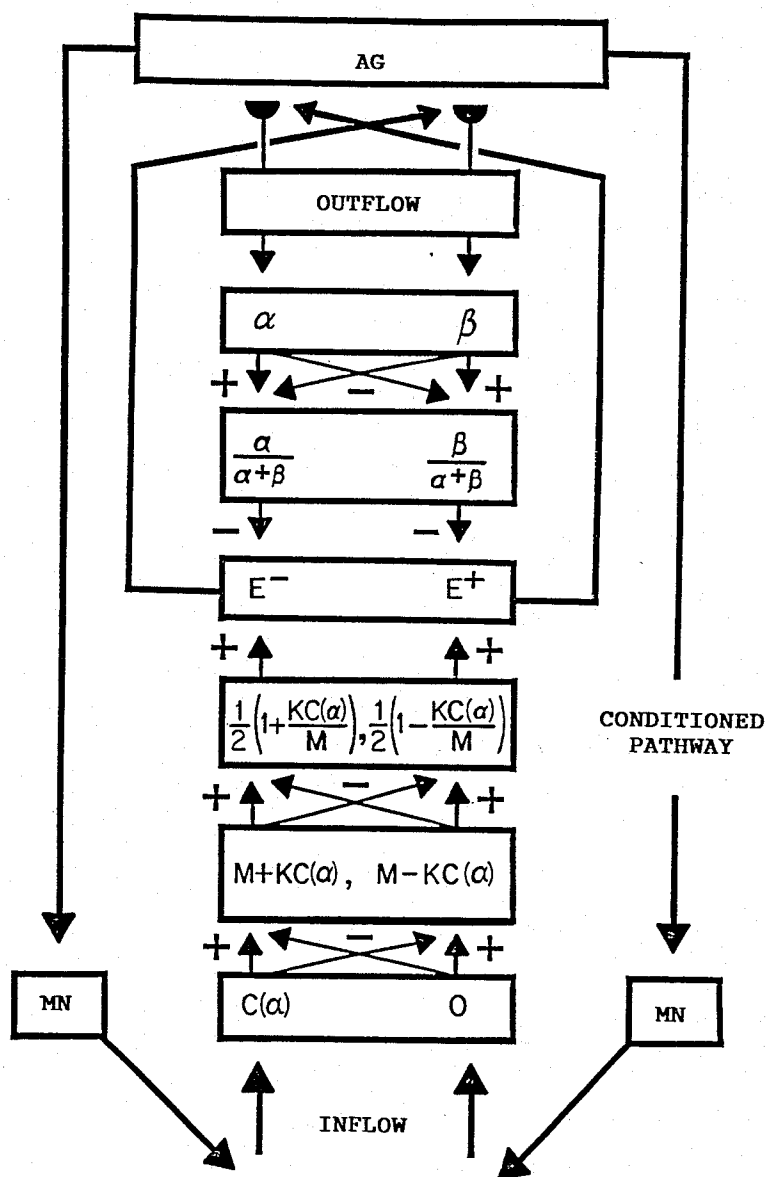 AG
OUTFLOW
α β
+ − +
α/(α+β) β/(α+β)
− −
E⁻ E⁺
+ +
1/2(1+KC(α)/M), 1/2(1−KC(α)/M)
CONDITIONED
PATHWAY
+ − +
M+KC(α), M−KC(α)
+ − +
MN C(α) O MN
INFLOW